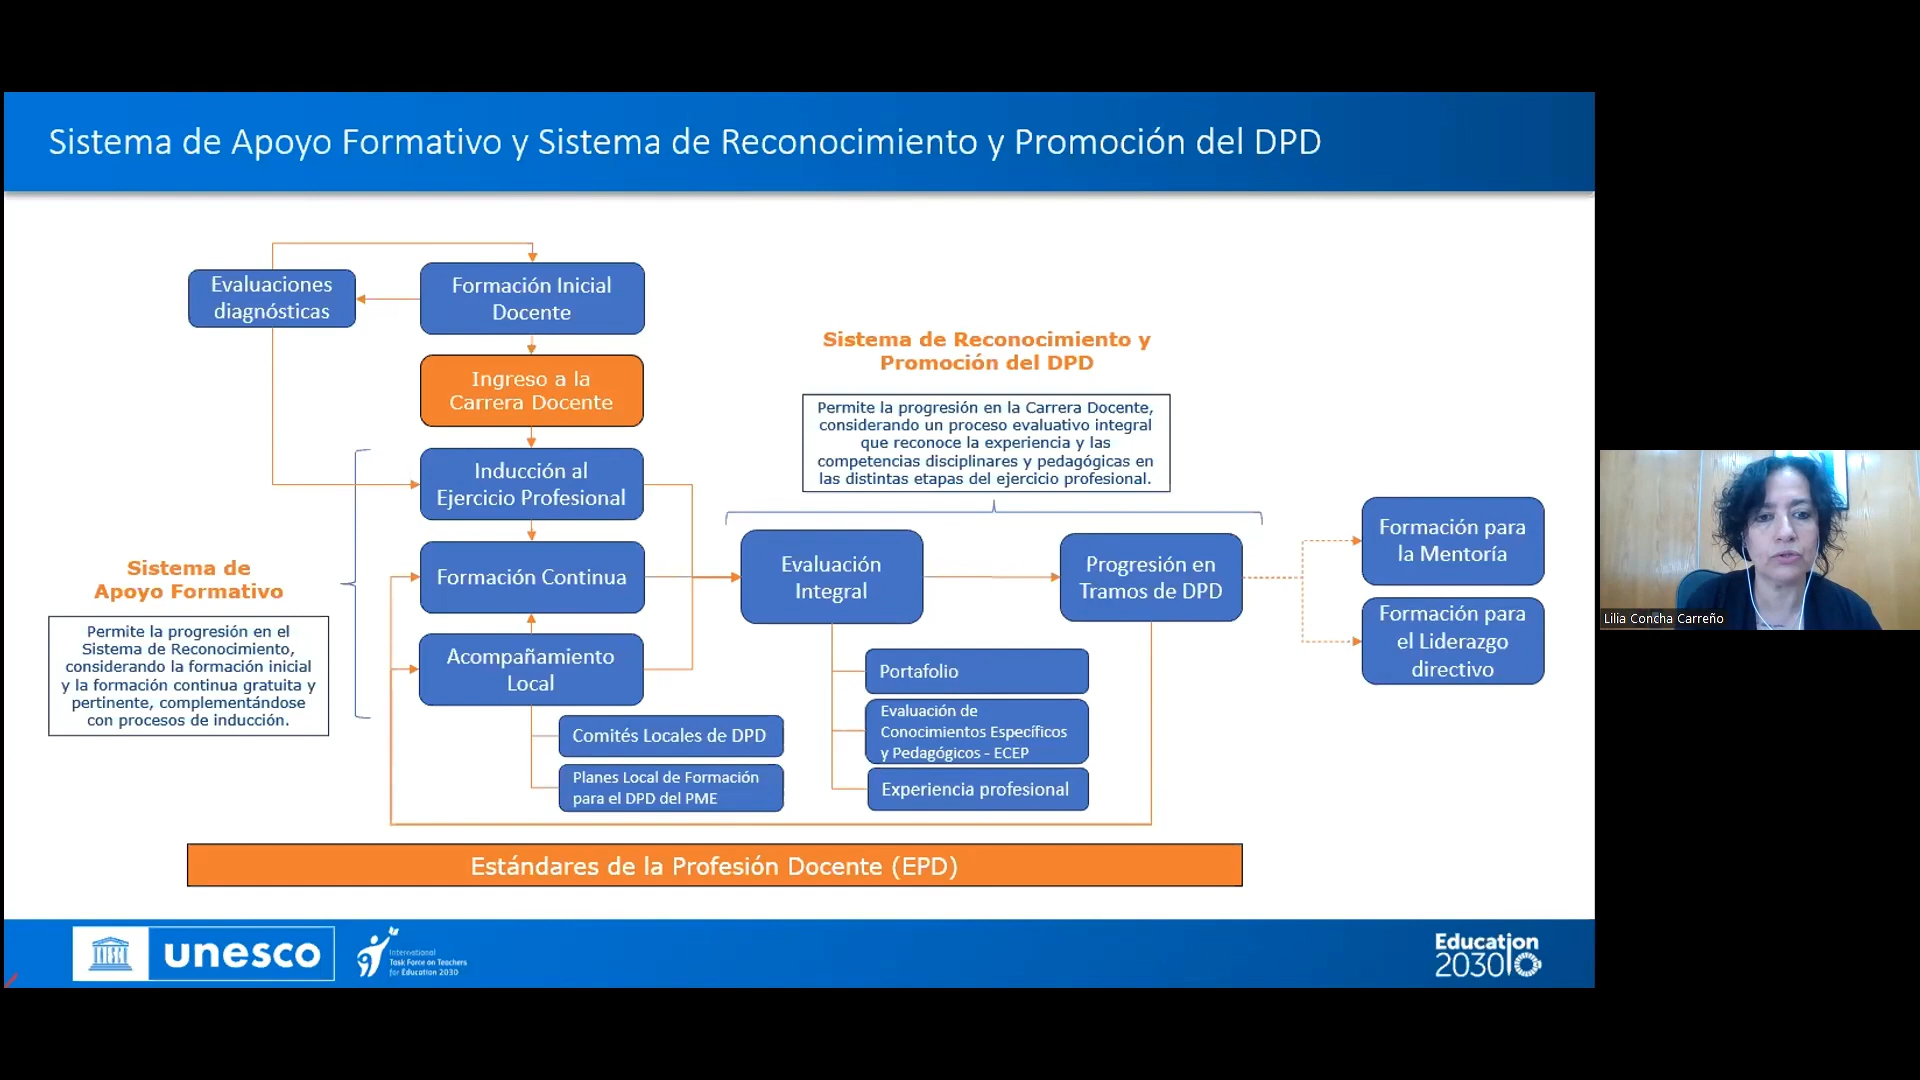 Sistema de Apoyo Formativo y Sistema de Reconocimiento y Promoción del DPD
Evaluaciones
diagnósticas
Formación Inicial
Docente
Ingreso a la
Carrera Docente
Inducción al
Ejercicio Profesional
Formación Continua
Acompañamiento
Local
Comités Locales de DPD
Planes Local de Formación
para el DPD del PME
Sistema de
Apoyo Formativo
Permite la progresión en el
Sistema de Reconocimiento,
considerando la formación inicial
y la formación continua gratuita y
pertinente, complementándose
con procesos de inducción.
Sistema de Reconocimiento y
Promoción del DPD
Permite la progresión en la Carrera Docente,
considerando un proceso evaluativo integral
que reconoce la experiencia y las
competencias disciplinares y pedagógicas en
las distintas etapas del ejercicio profesional.
Evaluación
Integral
Progresión en
Tramos de DPD
Portafolio
Evaluación de
Conocimientos Específicos
y Pedagógicos - ECEP
Experiencia profesional
Formación para
la Mentoría
Formación para
el Liderazgo
directivo
Estándares de la Profesión Docente (EPD)
unesco
International
Task Force on Teachers
for Education 2030
Education
2030
Lilia Concha Carreño